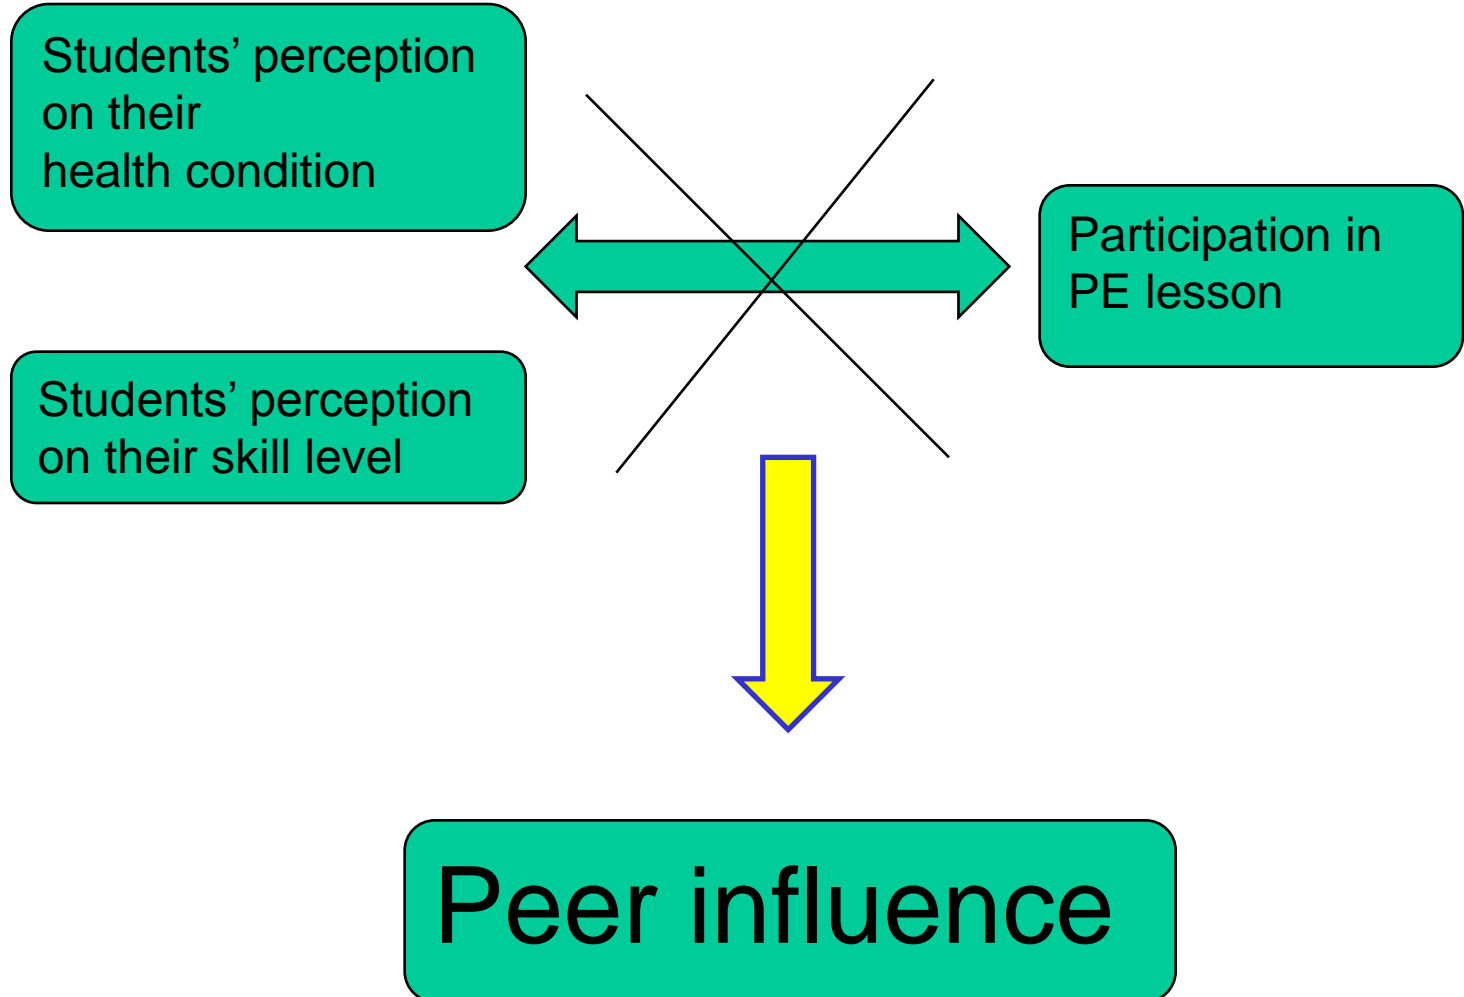 Students’ perception
on their
health condition
Participation in
PE lesson
Students’ perception
on their skill level
Peer influence